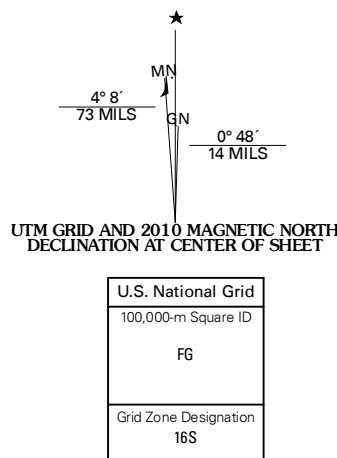 MN
4° 8´
73 MILS
GN
0° 48´
14 MILS
UTM GRID AND 2010 MAGNETIC NORTH
DECLINATION AT CENTER OF SHEET
U.S. National Grid
100,000-m Square ID
FG
Grid Zone Designation
16S